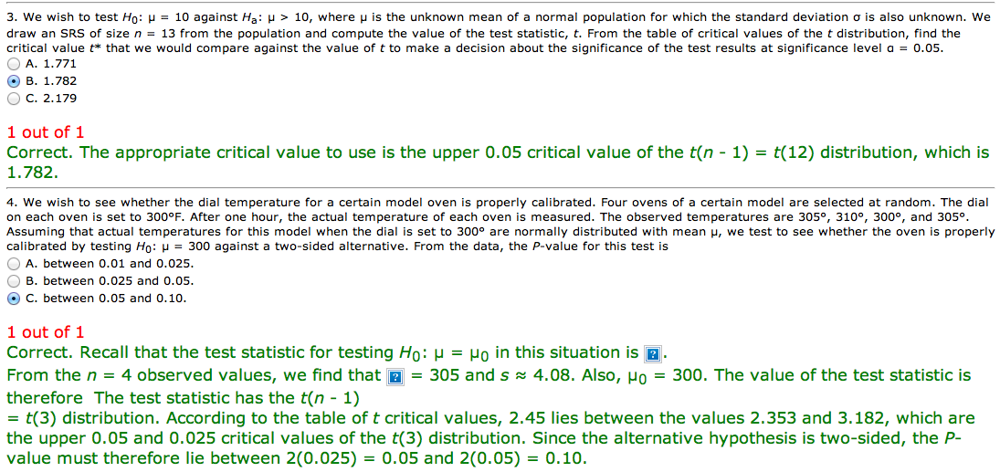 3. We wish to test H0: μ = 10 against Ha: μ > 10, where μ is the unknown mean of a normal population for which the standard deviation σ is also unknown. We
draw an SRS of size n = 13 from the population and compute the value of the test statistic, t. From the table of critical values of the t distribution, find the
critical value t* that we would compare against the value of t to make a decision about the significance of the test results at significance level α = 0.05.
A. 1.771
B. 1.782
C. 2.179
1 out of 1
Correct. The appropriate critical value to use is the upper 0.05 critical value of the t(n - 1) = t(12) distribution, which is
1.782.
4. We wish to see whether the dial temperature for a certain model oven is properly calibrated. Four ovens of a certain model are selected at random. The dial
on each oven is set to 300°F. After one hour, the actual temperature of each oven is measured. The observed temperatures are 305°, 310°, 300°, and 305°.
Assuming that actual temperatures for this model when the dial is set to 300° are normally distributed with mean μ, we test to see whether the oven is properly
calibrated by testing H0: μ = 300 against a two-sided alternative. From the data, the P-value for this test is
A. between 0.01 and 0.025.
B. between 0.025 and 0.05.
C. between 0.05 and 0.10.
1 out of 1
Correct. Recall that the test statistic for testing H0: μ = μ0 in this situation is ?.
From the n = 4 observed values, we find that ? = 305 and s ≈ 4.08. Also, μ0 = 300. The value of the test statistic is
therefore The test statistic has the t(n - 1)
= t(3) distribution. According to the table of t critical values, 2.45 lies between the values 2.353 and 3.182, which are
the upper 0.05 and 0.025 critical values of the t(3) distribution. Since the alternative hypothesis is two-sided, the P-
value must therefore lie between 2(0.025) = 0.05 and 2(0.05) = 0.10.